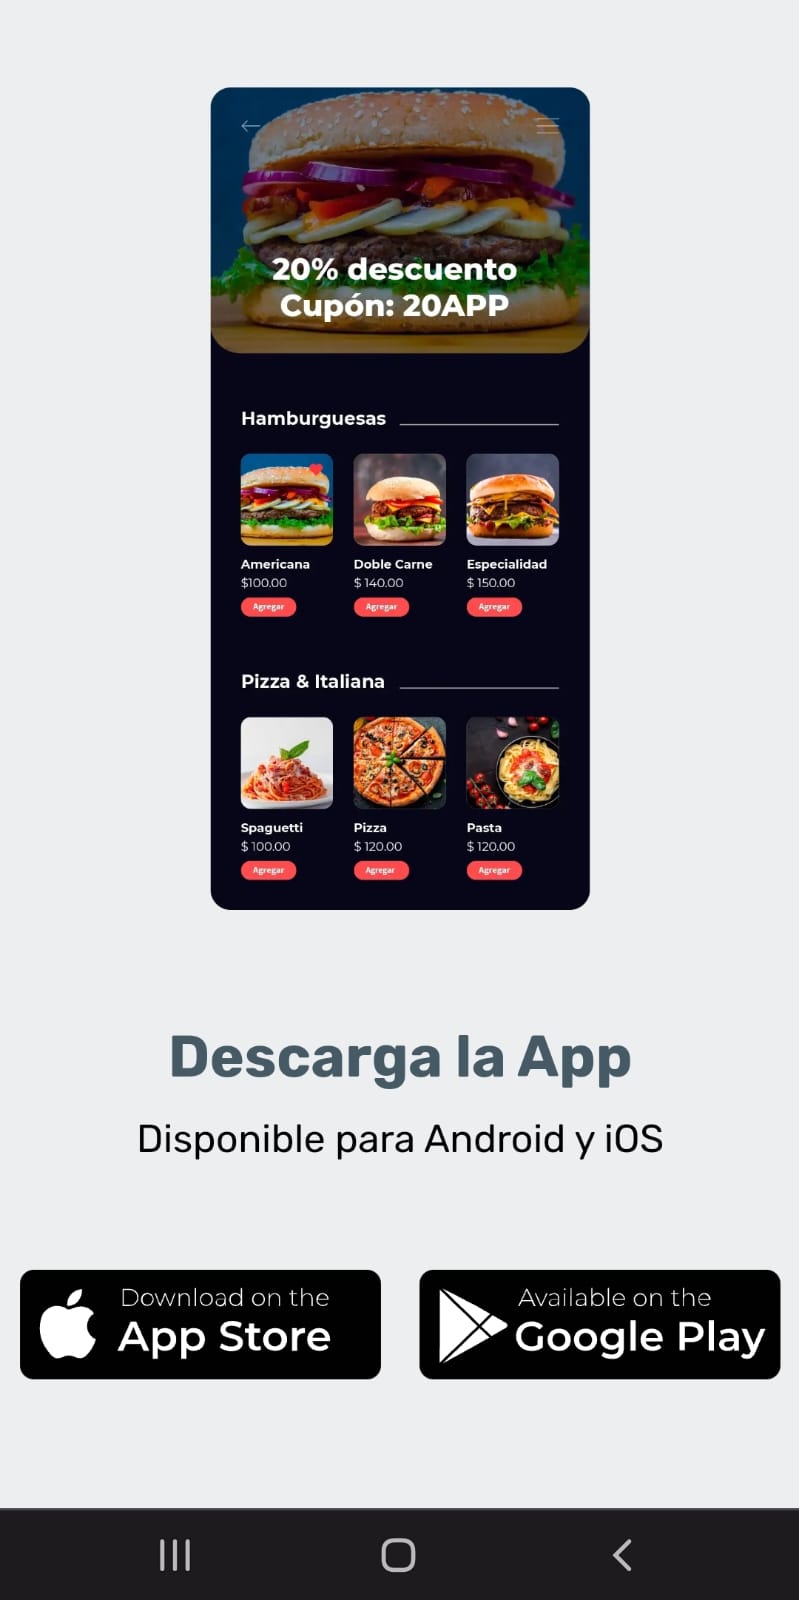 20% descuento
Cupón: 20APP
Hamburguesas
Americana
$100.00
Agregar
Doble Carne
$ 140.00
Agregar
Especialidad
$ 150.00
Agregar
Pizza & Italiana
Spaguetti
$ 100.00
Agregar
Pizza
$ 120.00
Agregar
Pasta
$ 120.00
Agregar
Descarga la App
Disponible para Android y iOS
Download on the
App Store
Available on the
Google Play